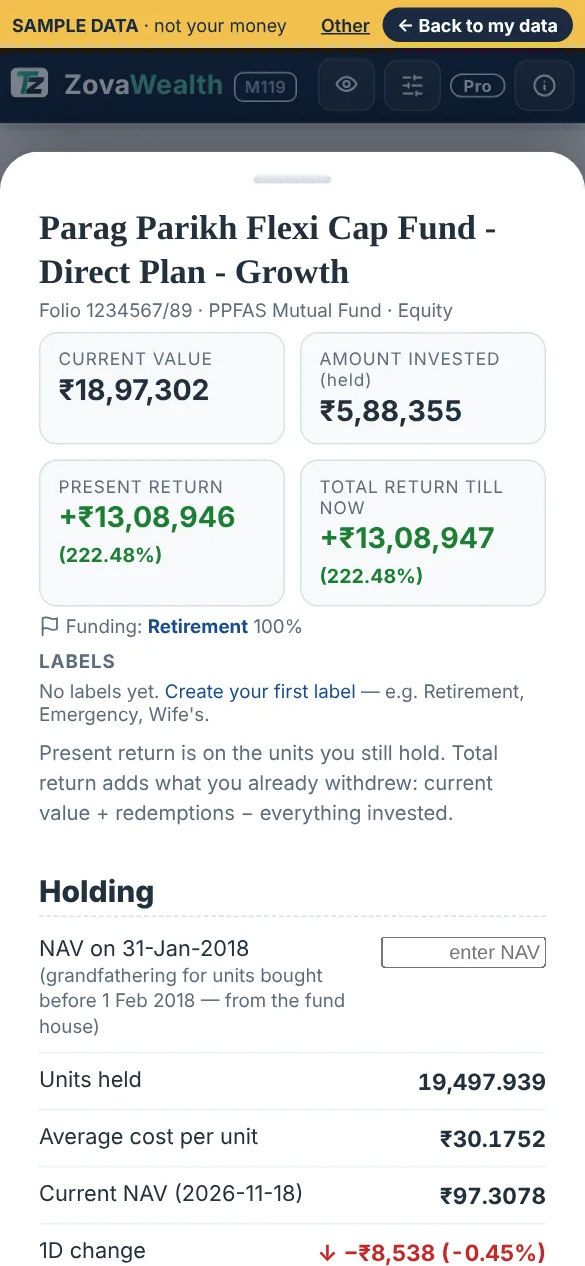 SAMPLE DATA · not your money Other ← Back to my data
TZ ZovaWealth M119 Pro
Parag Parikh Flexi Cap Fund -
Direct Plan - Growth
Folio 1234567/89 · PPFAS Mutual Fund · Equity
CURRENT VALUE
₹18,97,302
AMOUNT INVESTED
(held)
₹5,88,355
PRESENT RETURN
+₹13,08,946
(222.48%)
TOTAL RETURN TILL
NOW
+₹13,08,947
(222.48%)
Funding: Retirement 100%
LABELS
No labels yet. Create your first label — e.g. Retirement,
Emergency, Wife's.
Present return is on the units you still hold. Total
return adds what you already withdrew: current
value + redemptions − everything invested.
Holding
NAV on 31-Jan-2018 enter NAV
(grandfathering for units bought
before 1 Feb 2018 — from the fund
house)
Units held 19,497.939
Average cost per unit ₹30.1752
Current NAV (2026-11-18) ₹97.3078
1D change ↓ −₹8,538 (-0.45%)